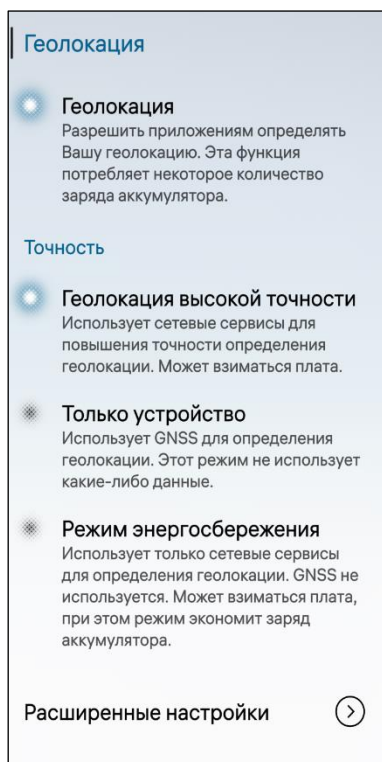 Геолокация
Геолокация
Разрешить приложениям определять
Вашу геолокацию. Эта функция
потребляет некоторое количество
заряда аккумулятора.
Точность
Геолокация высокой точности
Использует сетевые сервисы для
повышения точности определения
геолокации. Может взиматься плата.
Только устройство
Использует GNSS для определения
геолокации. Этот режим не использует
какие-либо данные.
Режим энергосбережения
Использует только сетевые сервисы
для определения геолокации. GNSS не
используется. Может взиматься плата,
при этом режим экономит заряд
аккумулятора.
Расширенные настройки